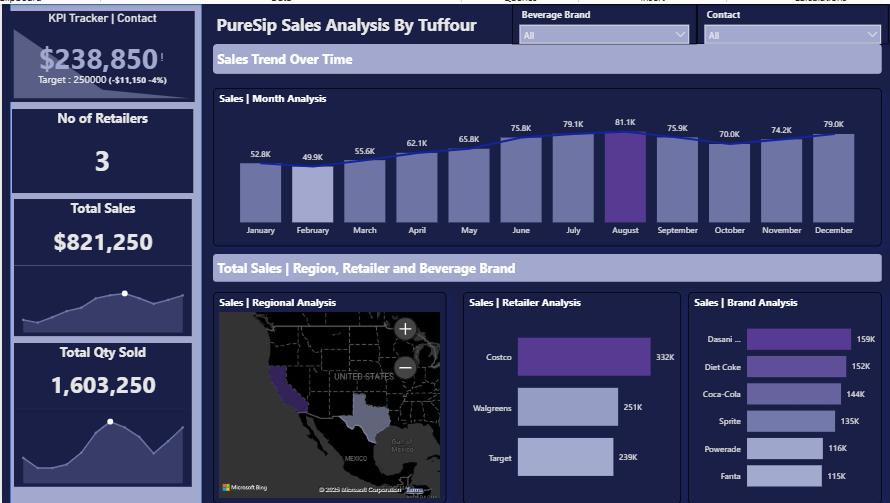 KPI Tracker | Contact
$238,850!
Target : 250000 (-$11,150 -4%)
No of Retailers
3
Total Sales
$821,250
Total Qty Sold
1,603,250
PureSip Sales Analysis By Tuffour
Beverage Brand
All
Contact
All
Sales Trend Over Time
Sales | Month Analysis
52.8K 49.9K 55.6K 62.1K 65.8K 75.8K 79.1K 81.1K 75.9K 70.0K 74.2K 79.0K
January February March April May June July August September October November December
Total Sales | Region, Retailer and Beverage Brand
Sales | Regional Analysis
+
−
UNITED STATES
Gulf of
Mexico
MEXICO
Microsoft Bing
© 2025 Microsoft Corporation Terms
Sales | Retailer Analysis
Costco 332K
Walgreens 251K
Target 239K
Sales | Brand Analysis
Dasani ... 159K
Diet Coke 152K
Coca-Cola 144K
Sprite 135K
Powerade 116K
Fanta 115K